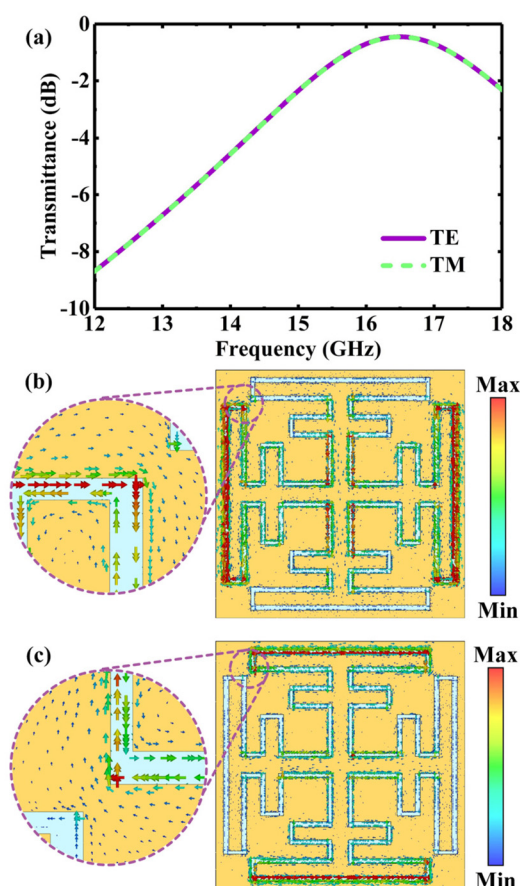 (a)
0
-2
-4
-6
-8
-10
Transmittance (dB)
TE
TM
12 13 14 15 16 17 18
Frequency (GHz)
(b)
Max
Min
(c)
Max
Min